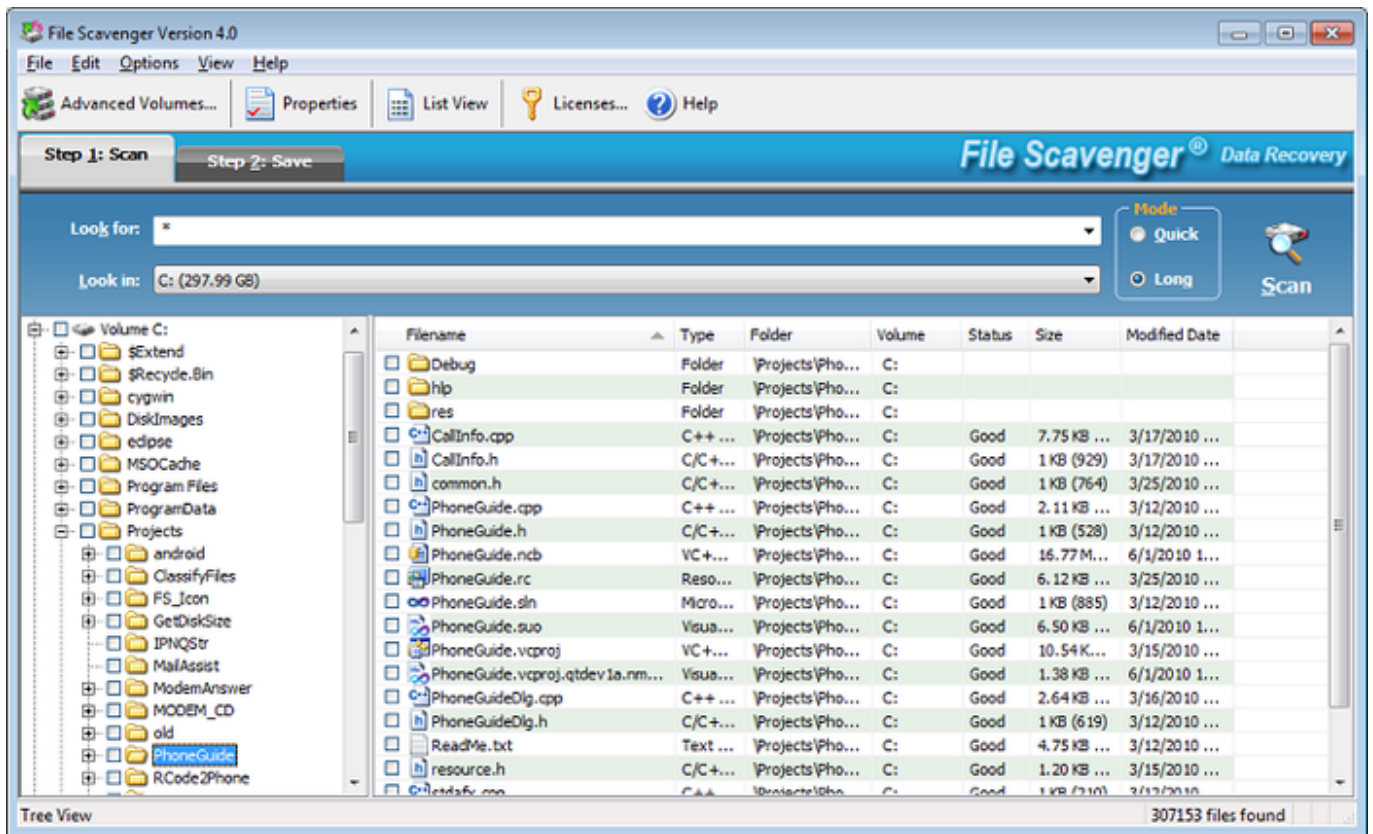 File Scavenger Version 4.0
File Edit Options View Help
Advanced Volumes... Properties List View Licenses... Help
Step 1: Scan Step 2: Save File Scavenger® Data Recovery
Look for: * Mode
Quick
Look in: C: (297.99 GB) Long Scan
Volume C:
$Extend
$Recycle.Bin
cygwin
DiskImages
eclipse
MSOCache
Program Files
ProgramData
Projects
android
ClassifyFiles
FS_Icon
GetDiskSize
IPNQStr
MailAssist
ModemAnswer
MODEM_CD
old
PhoneGuide
RCode2Phone
Filename Type Folder Volume Status Size Modified Date
Debug Folder \Projects\Pho... C:
hlp Folder \Projects\Pho... C:
res Folder \Projects\Pho... C:
CallInfo.cpp C++ ... \Projects\Pho... C: Good 7.75 KB ... 3/17/2010 ...
CallInfo.h C/C+... \Projects\Pho... C: Good 1 KB (929) 3/17/2010 ...
common.h C/C+... \Projects\Pho... C: Good 1 KB (764) 3/25/2010 ...
PhoneGuide.cpp C++ ... \Projects\Pho... C: Good 2.11 KB ... 3/12/2010 ...
PhoneGuide.h C/C+... \Projects\Pho... C: Good 1 KB (528) 3/12/2010 ...
PhoneGuide.ncb VC+... \Projects\Pho... C: Good 16.77 M... 6/1/2010 1...
PhoneGuide.rc Reso... \Projects\Pho... C: Good 6.12 KB ... 3/25/2010 ...
PhoneGuide.sln Micro... \Projects\Pho... C: Good 1 KB (885) 3/12/2010 ...
PhoneGuide.suo Visua... \Projects\Pho... C: Good 6.50 KB ... 6/1/2010 1...
PhoneGuide.vcproj VC+... \Projects\Pho... C: Good 10.54 K... 3/15/2010 ...
PhoneGuide.vcproj.qtdev1a.nm... Visua... \Projects\Pho... C: Good 1.38 KB ... 6/1/2010 1...
PhoneGuideDlg.cpp C++ ... \Projects\Pho... C: Good 2.64 KB ... 3/16/2010 ...
PhoneGuideDlg.h C/C+... \Projects\Pho... C: Good 1 KB (619) 3/12/2010 ...
ReadMe.txt Text ... \Projects\Pho... C: Good 4.75 KB ... 3/12/2010 ...
resource.h C/C+... \Projects\Pho... C: Good 1.20 KB ... 3/15/2010 ...
stdafx.cpp C++ \Projects\Pho... C: Good 1 KB (210) 3/12/2010
Tree View 307153 files found